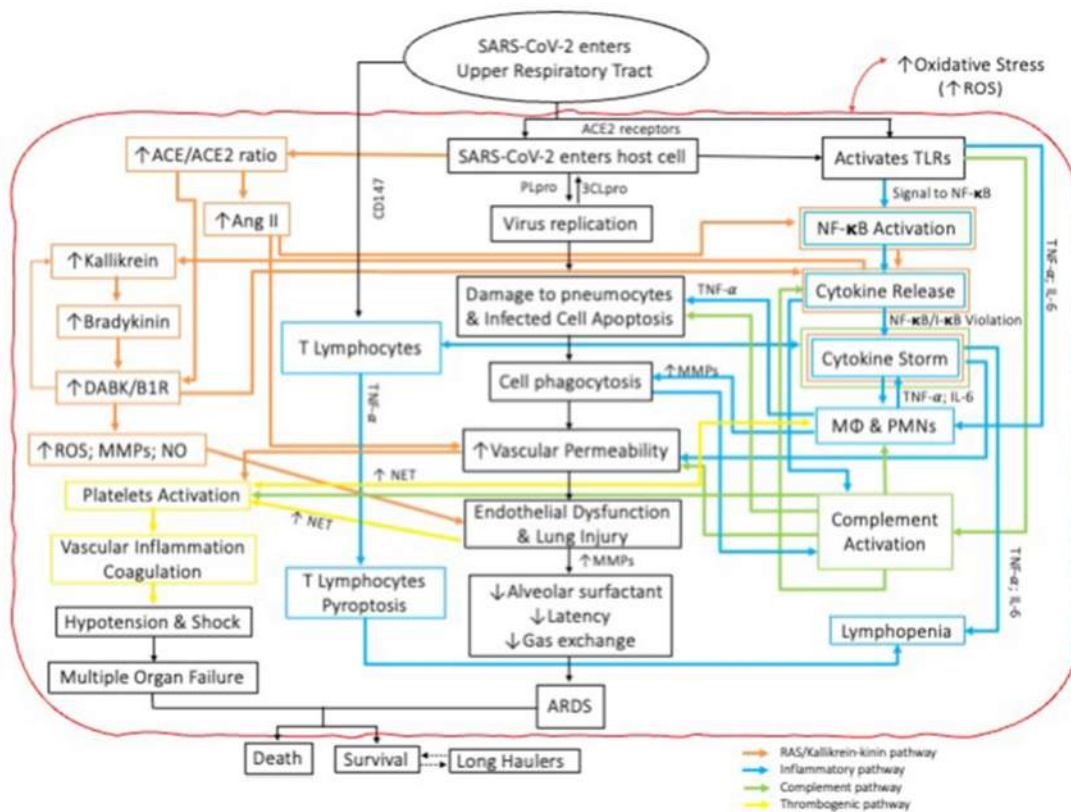 SARS-CoV-2 enters
Upper Respiratory Tract
↑Oxidative Stress
(↑ROS)
ACE2 receptors
↑ACE/ACE2 ratio
SARS-CoV-2 enters host cell
Activates TLRs
CD147
PLpro
3CLpro
Signal to NF-κB
↑Ang II
Virus replication
NF-κB Activation
TNF-α; IL-6
↑Kallikrein
Damage to pneumocytes
& Infected Cell Apoptosis
TNF-α
Cytokine Release
↑Bradykinin
NF-κB/I-κB Violation
T Lymphocytes
Cytokine Storm
↑DABK/B1R
Cell phagocytosis
↑MMPs
TNF-α; IL-6
TNF-α
MΦ & PMNs
↑ROS; MMPs; NO
↑Vascular Permeability
↑ NET
Platelets Activation
↑ NET
Endothelial Dysfunction
& Lung Injury
Complement
Activation
Vascular Inflammation
Coagulation
↑MMPs
TNF-α; IL-6
T Lymphocytes
Pyroptosis
↓Alveolar surfactant
↓Latency
↓Gas exchange
Hypotension & Shock
Lymphopenia
Multiple Organ Failure
ARDS
Death
Survival
Long Haulers
RAS/Kallikrein-kinin pathway
Inflammatory pathway
Complement pathway
Thrombogenic pathway